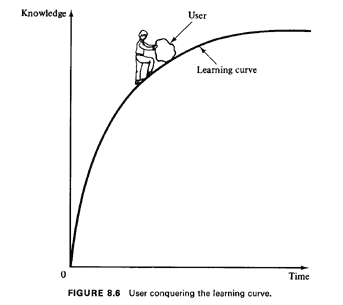 Knowledge
User
Learning curve
0
Time
FIGURE 8.6 User conquering the learning curve.